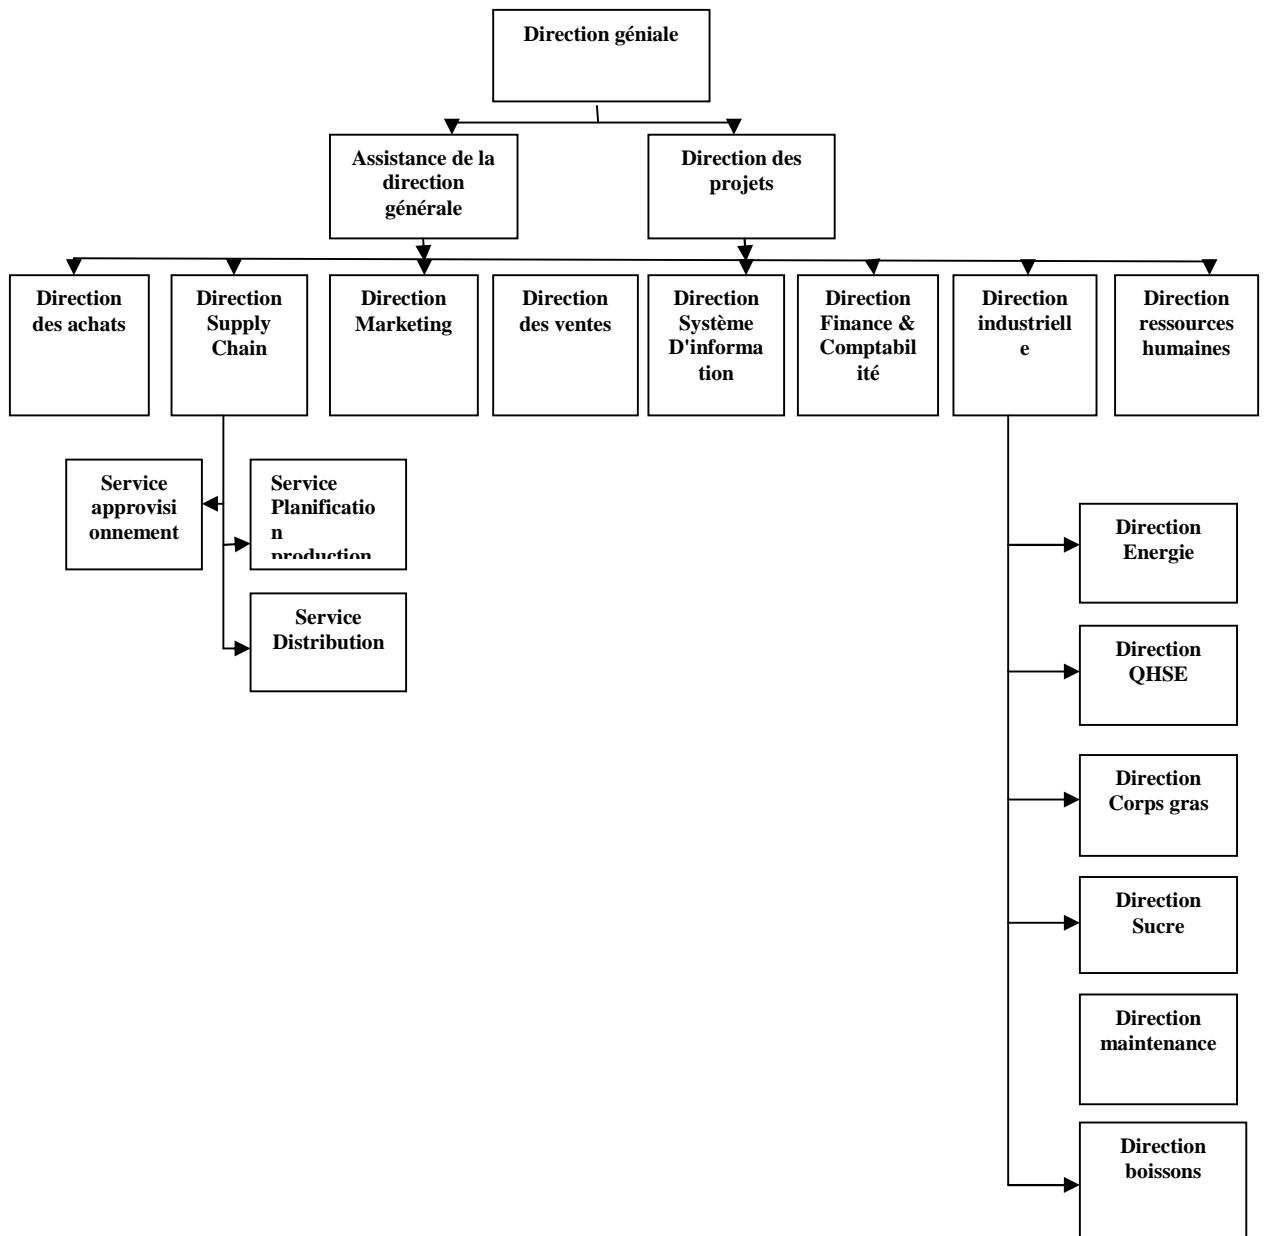 Direction géniale
Assistance de la
direction
générale
Direction des
projets
Direction
des achats
Direction
Supply
Chain
Direction
Marketing
Direction
des ventes
Direction
Système
D'informa
tion
Direction
Finance &
Comptabil
ité
Direction
industriell
e
Direction
ressources
humaines
Service
approvisi
onnement
Service
Planificatio
n
production
Service
Distribution
Direction
Energie
Direction
QHSE
Direction
Corps gras
Direction
Sucre
Direction
maintenance
Direction
boissons